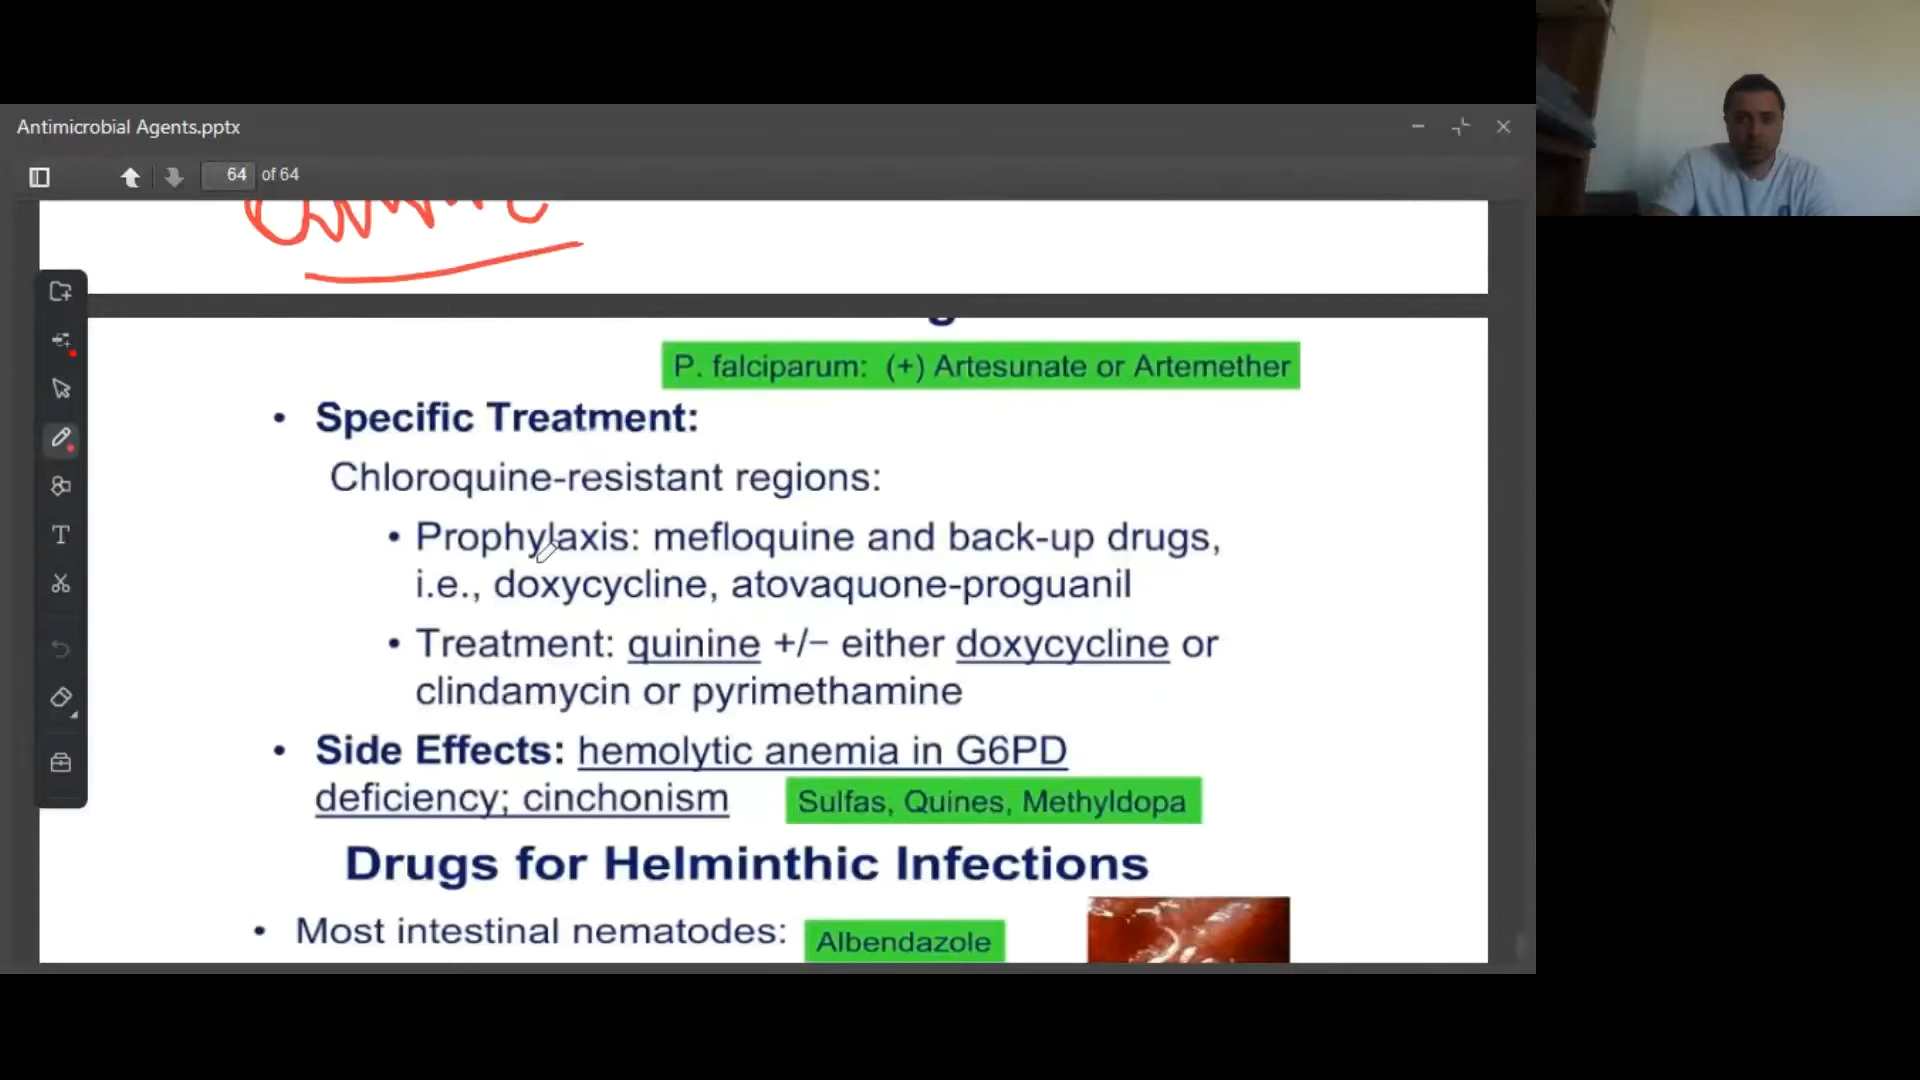 Antimicrobial Agents.pptx
64 of 64
P. falciparum: (+) Artesunate or Artemether
• Specific Treatment:
Chloroquine-resistant regions:
• Prophylaxis: mefloquine and back-up drugs,
i.e., doxycycline, atovaquone-proguanil
• Treatment: quinine +/− either doxycycline or
clindamycin or pyrimethamine
• Side Effects: hemolytic anemia in G6PD
deficiency; cinchonism
Sulfas, Quines, Methyldopa
Drugs for Helminthic Infections
• Most intestinal nematodes:
Albendazole